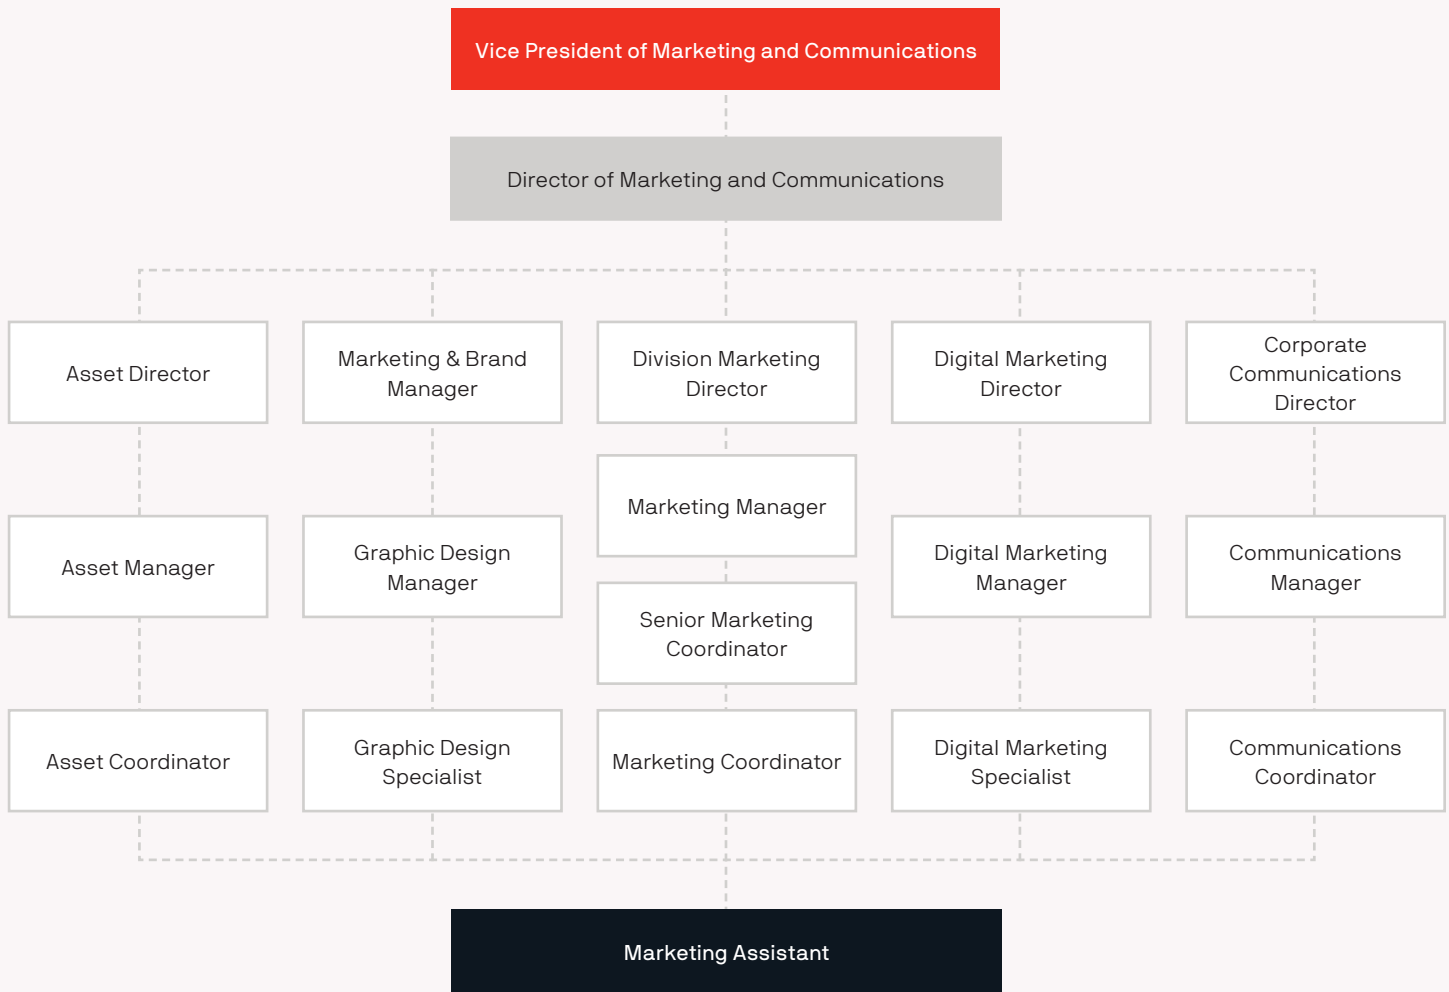 Vice President of Marketing and Communications
Director of Marketing and Communications
Asset Director
Marketing & Brand
Manager
Division Marketing
Director
Digital Marketing
Director
Corporate
Communications
Director
Marketing Manager
Asset Manager
Graphic Design
Manager
Digital Marketing
Manager
Communications
Manager
Senior Marketing
Coordinator
Asset Coordinator
Graphic Design
Specialist
Marketing Coordinator
Digital Marketing
Specialist
Communications
Coordinator
Marketing Assistant